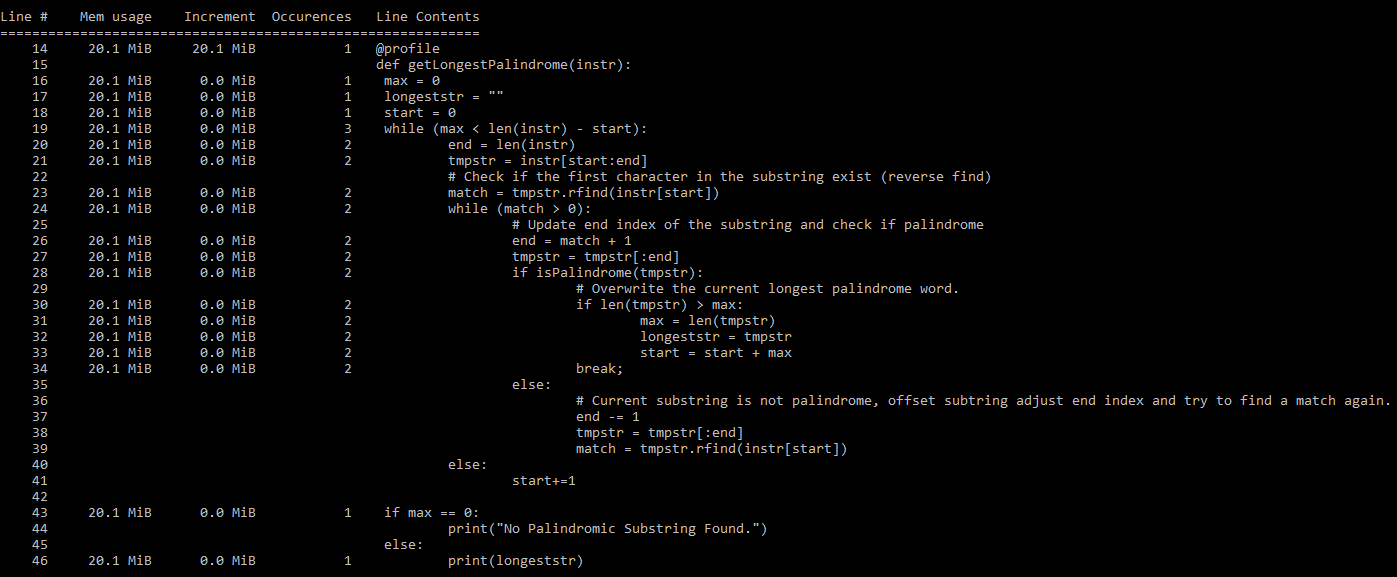 Line #    Mem usage    Increment  Occurences   Line Contents
============================================================
    14     20.1 MiB     20.1 MiB           1   @profile
    15                                         def getLongestPalindrome(instr):
    16     20.1 MiB      0.0 MiB           1    max = 0
    17     20.1 MiB      0.0 MiB           1    longeststr = ""
    18     20.1 MiB      0.0 MiB           1    start = 0
    19     20.1 MiB      0.0 MiB           3    while (max < len(instr) - start):
    20     20.1 MiB      0.0 MiB           2            end = len(instr)
    21     20.1 MiB      0.0 MiB           2            tmpstr = instr[start:end]
    22                                                  # Check if the first character in the substring exist (reverse find)
    23     20.1 MiB      0.0 MiB           2            match = tmpstr.rfind(instr[start])
    24     20.1 MiB      0.0 MiB           2            while (match > 0):
    25                                                          # Update end index of the substring and check if palindrome
    26     20.1 MiB      0.0 MiB           2                    end = match + 1
    27     20.1 MiB      0.0 MiB           2                    tmpstr = tmpstr[:end]
    28     20.1 MiB      0.0 MiB           2                    if isPalindrome(tmpstr):
    29                                                                  # Overwrite the current longest palindrome word.
    30     20.1 MiB      0.0 MiB           2                            if len(tmpstr) > max:
    31     20.1 MiB      0.0 MiB           2                                    max = len(tmpstr)
    32     20.1 MiB      0.0 MiB           2                                    longeststr = tmpstr
    33     20.1 MiB      0.0 MiB           2                                    start = start + max
    34     20.1 MiB      0.0 MiB           2                            break;
    35                                                          else:
    36                                                                  # Current substring is not palindrome, offset subtring adjust end index and try to find a match again.
    37                                                                  end -= 1
    38                                                                  tmpstr = tmpstr[:end]
    39                                                                  match = tmpstr.rfind(instr[start])
    40                                                  else:
    41                                                          start+=1
    42
    43     20.1 MiB      0.0 MiB           1    if max == 0:
    44                                                  print("No Palindromic Substring Found.")
    45                                          else:
    46     20.1 MiB      0.0 MiB           1            print(longeststr)